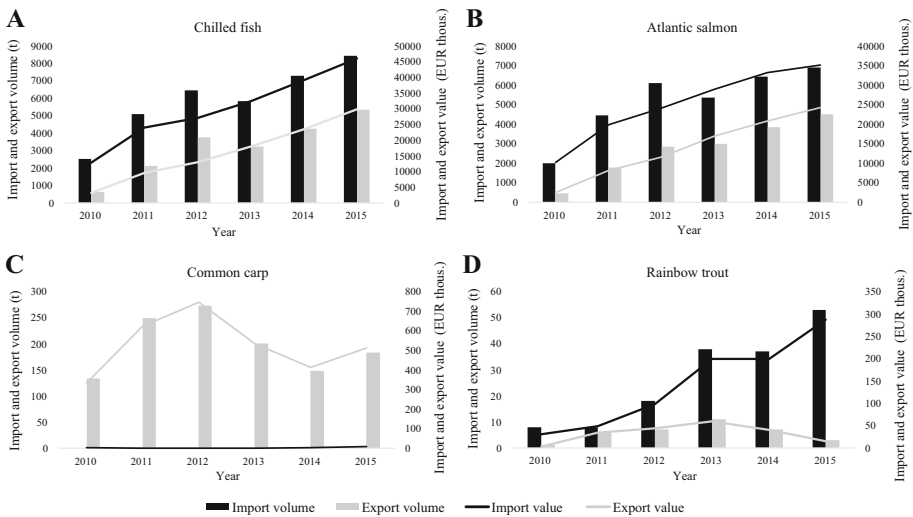 A
Chilled fish
Import and export volume (t)
9000
8000
7000
6000
5000
4000
3000
2000
1000
0
50000
45000
40000
35000
30000
25000
20000
15000
10000
5000
0
Import and export value (EUR thous.)
2010 2011 2012 2013 2014 2015
Year
B
Atlantic salmon
Import and export volume (t)
8000
7000
6000
5000
4000
3000
2000
1000
0
40000
35000
30000
25000
20000
15000
10000
5000
0
Import and export value (EUR thous.)
2010 2011 2012 2013 2014 2015
Year
C
Common carp
Import and export volume (t)
300
250
200
150
100
50
0
800
700
600
500
400
300
200
100
0
Import and export value (EUR thous.)
2010 2011 2012 2013 2014 2015
Year
D
Rainbow trout
Import and export volume (t)
60
50
40
30
20
10
0
350
300
250
200
150
100
50
0
Import and export value (EUR thous.)
2010 2011 2012 2013 2014 2015
Year
Import volume Export volume Import value Export value